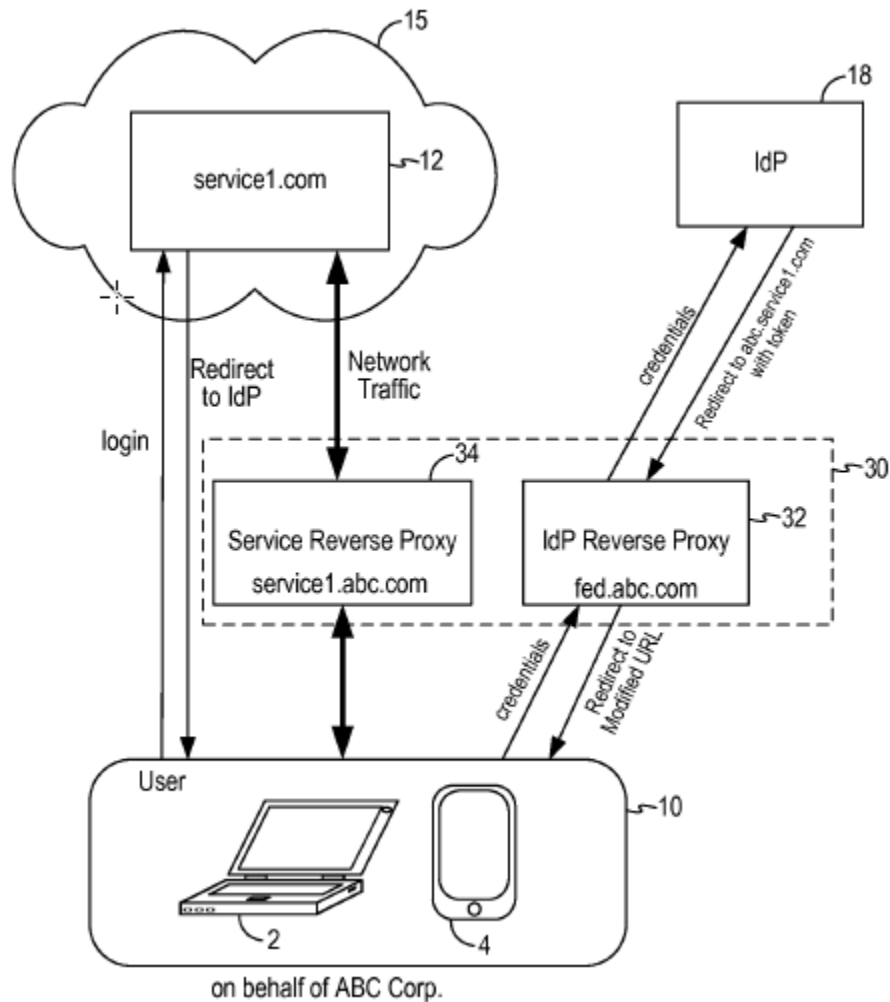 15
18
service1.com
12
IdP
Redirect
to IdP
Network
Traffic
login
credentials
Redirect to abc.service1.com
with token
34
30
Service Reverse Proxy
service1.abc.com
IdP Reverse Proxy
fed.abc.com
32
credentials
Redirect to
Modified URL
User
10
2
4
on behalf of ABC Corp.